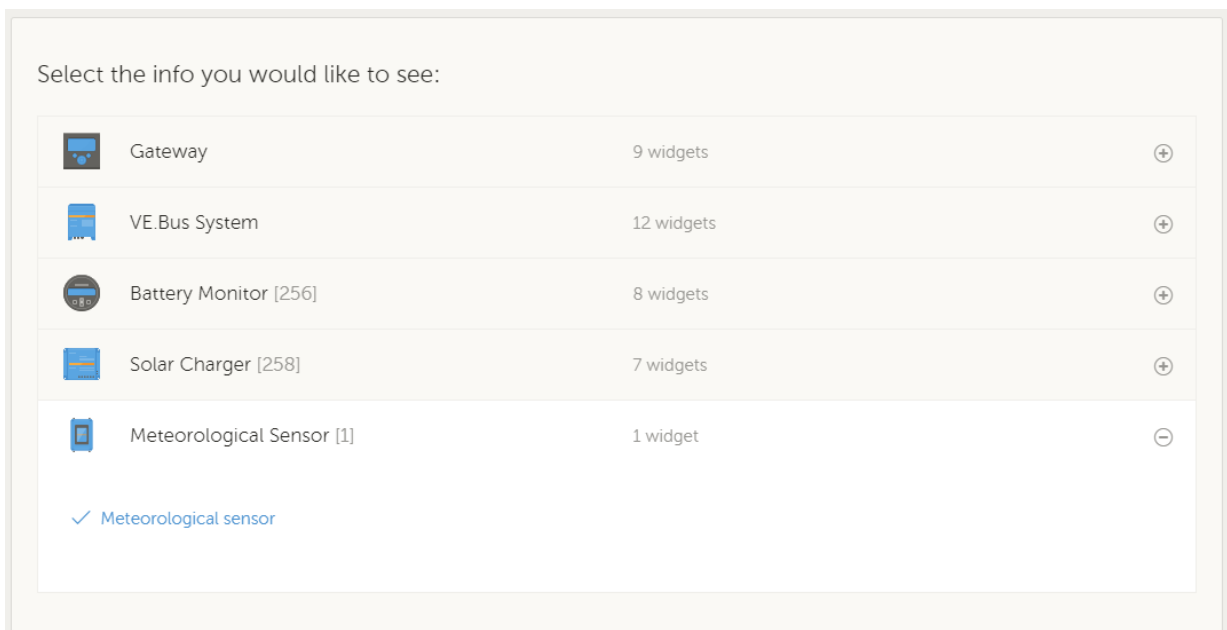 Select the info you would like to see:
Gateway 9 widgets
VE.Bus System 12 widgets
Battery Monitor [256] 8 widgets
Solar Charger [258] 7 widgets
Meteorological Sensor [1] 1 widget
Meteorological sensor